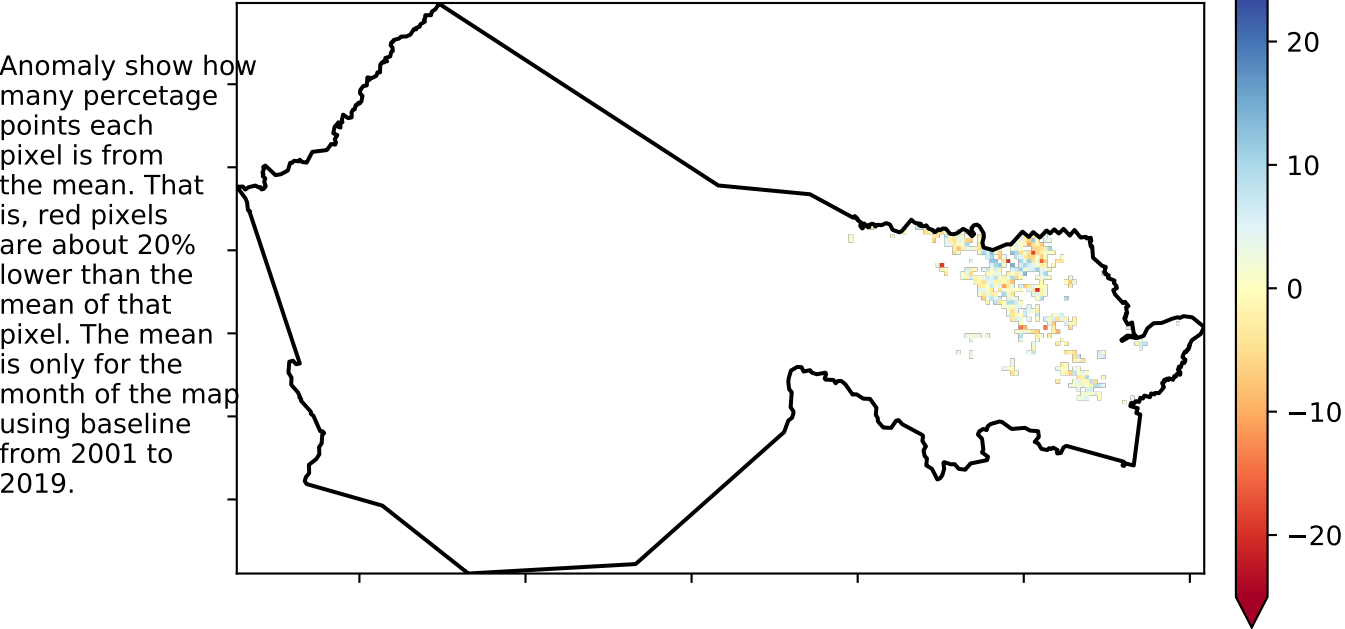 Anomaly show how
many percetage
points each
pixel is from
the mean. That
is, red pixels
are about 20%
lower than the
mean of that
pixel. The mean
is only for the
month of the map
using baseline
from 2001 to
2019.
20
10
0
−10
−20